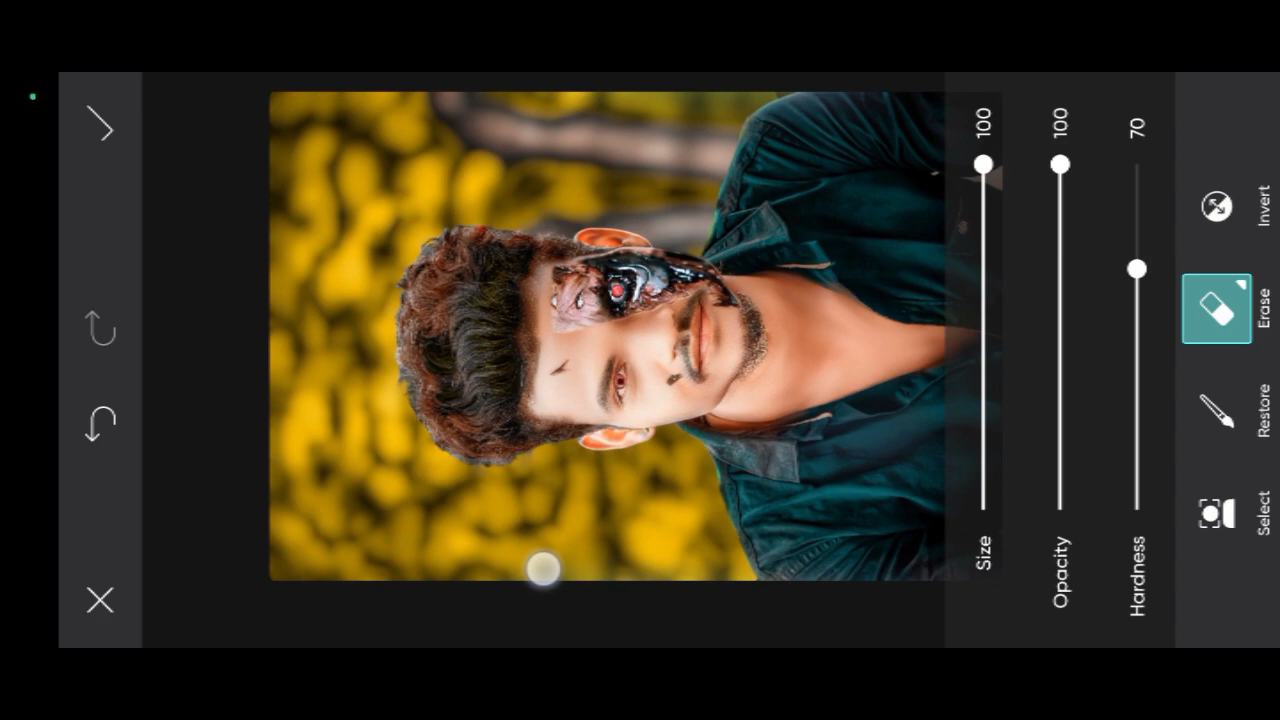 Size 100
Opacity 100
Hardness 70
Select
Restore
Erase
Invert